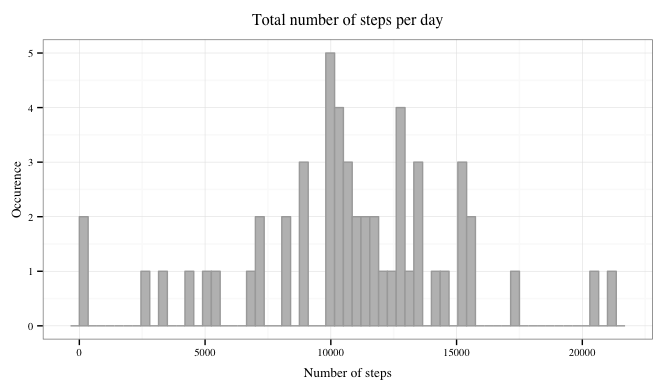 Total number of steps per day
5
4
3
2
1
0
Occurence
0 5000 10000 15000 20000
Number of steps